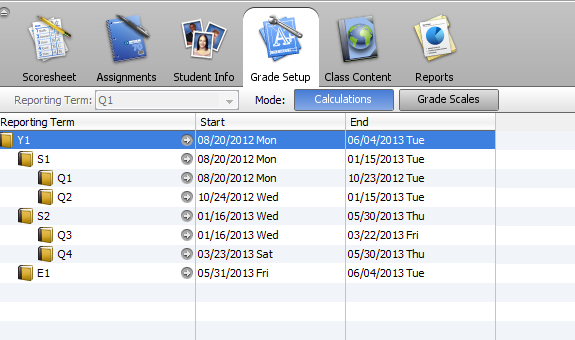 Scoresheet Assignments Student Info Grade Setup Class Content Reports
Reporting Term: Q1 Mode: Calculations Grade Scales
Reporting Term Start End
Y1 08/20/2012 Mon 06/04/2013 Tue
S1 08/20/2012 Mon 01/15/2013 Tue
Q1 08/20/2012 Mon 10/23/2012 Tue
Q2 10/24/2012 Wed 01/15/2013 Tue
S2 01/16/2013 Wed 05/30/2013 Thu
Q3 01/16/2013 Wed 03/22/2013 Fri
Q4 03/23/2013 Sat 05/30/2013 Thu
E1 05/31/2013 Fri 06/04/2013 Tue